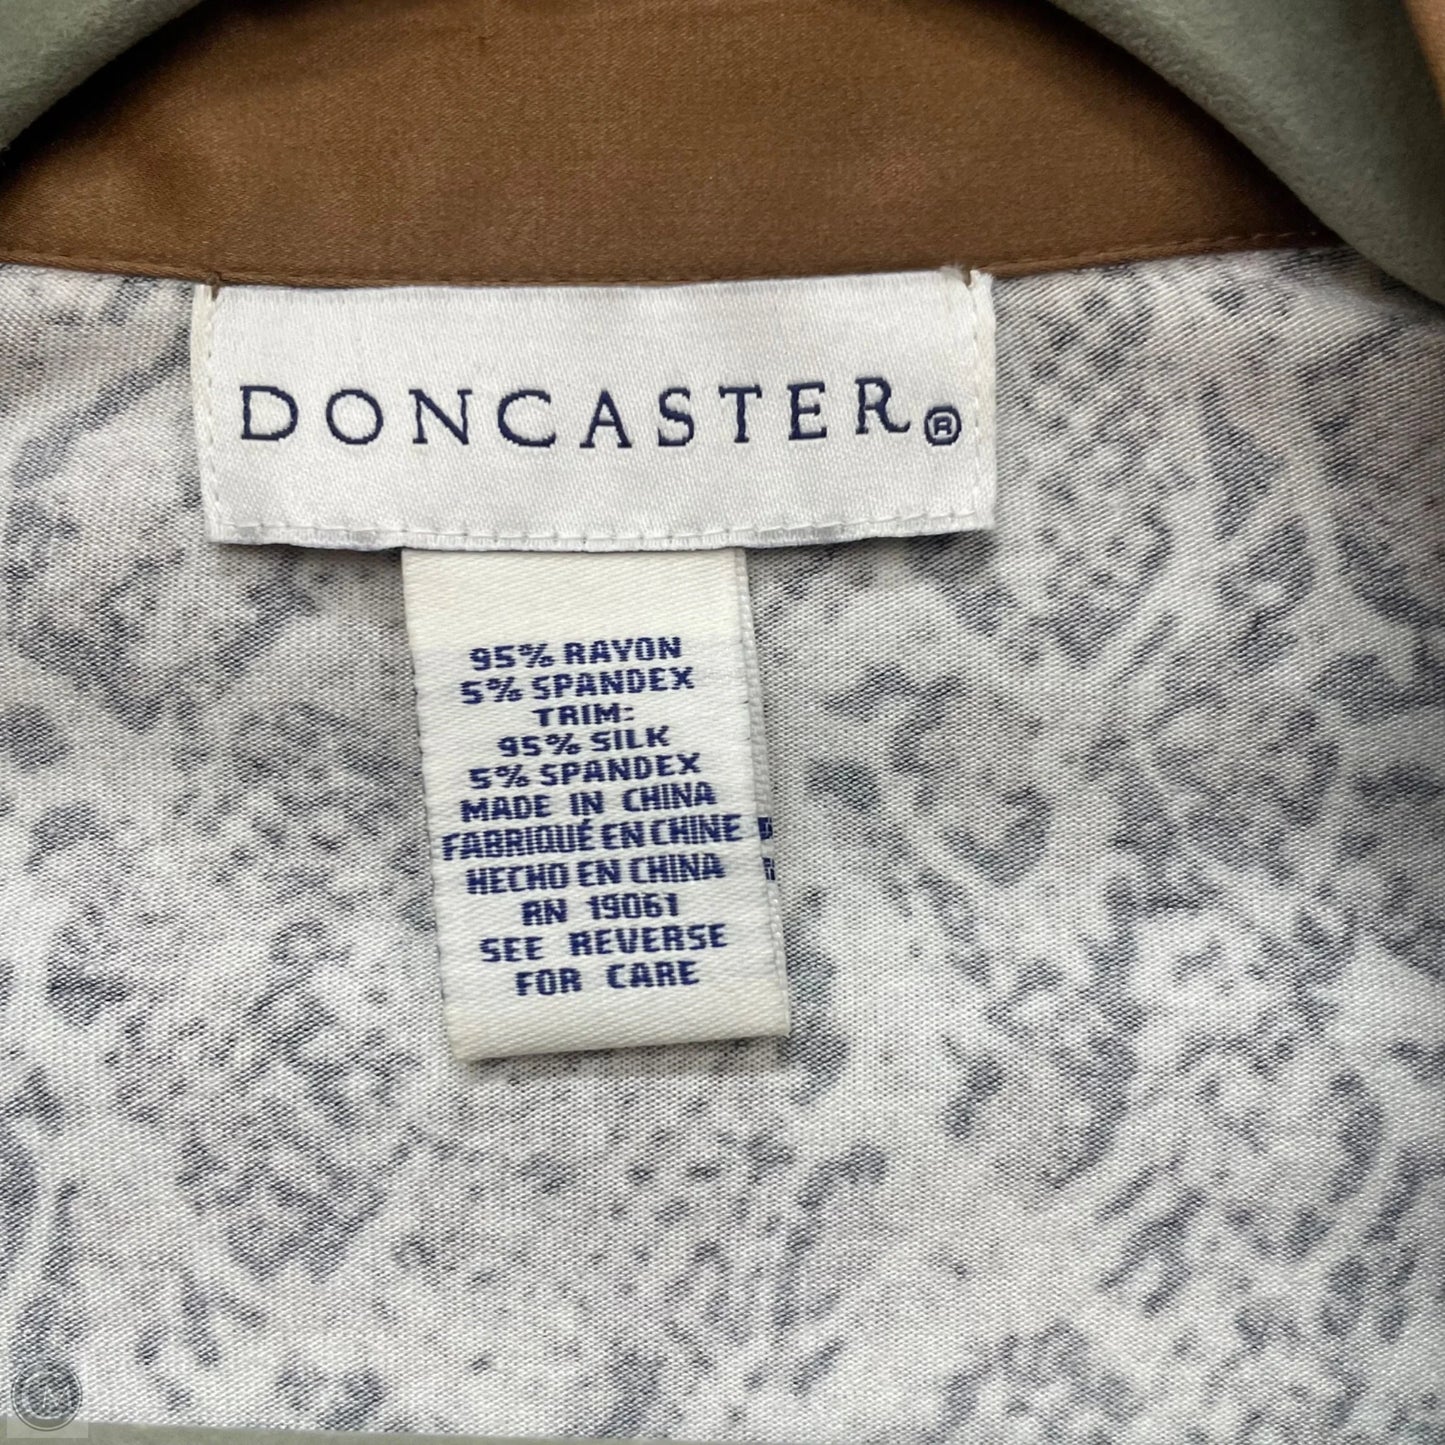 DONCASTER®
95% RAYON
5% SPANDEX
TRIM:
95% SILK
5% SPANDEX
MADE IN CHINA
FABRIQUÉ EN CHINE
HECHO EN CHINA
RN 19061
SEE REVERSE
FOR CARE